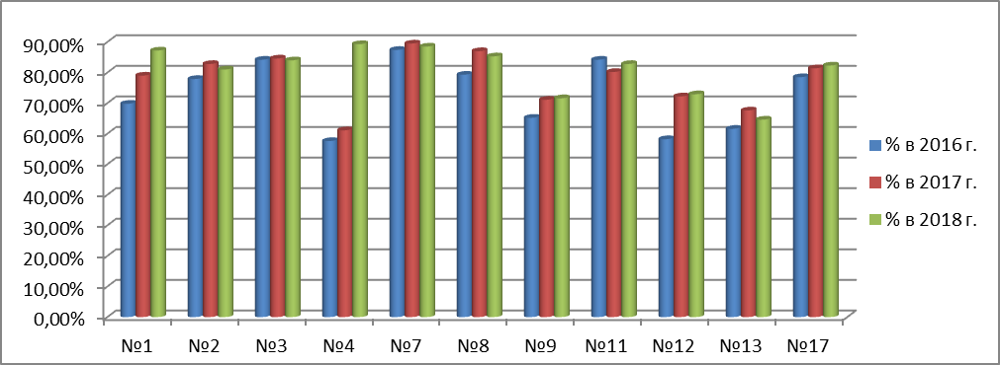 90,00%
80,00%
70,00%
60,00%
50,00%
40,00%
30,00%
20,00%
10,00%
0,00%
№1 №2 №3 №4 №7 №8 №9 №11 №12 №13 №17
% в 2016 г.
% в 2017 г.
% в 2018 г.